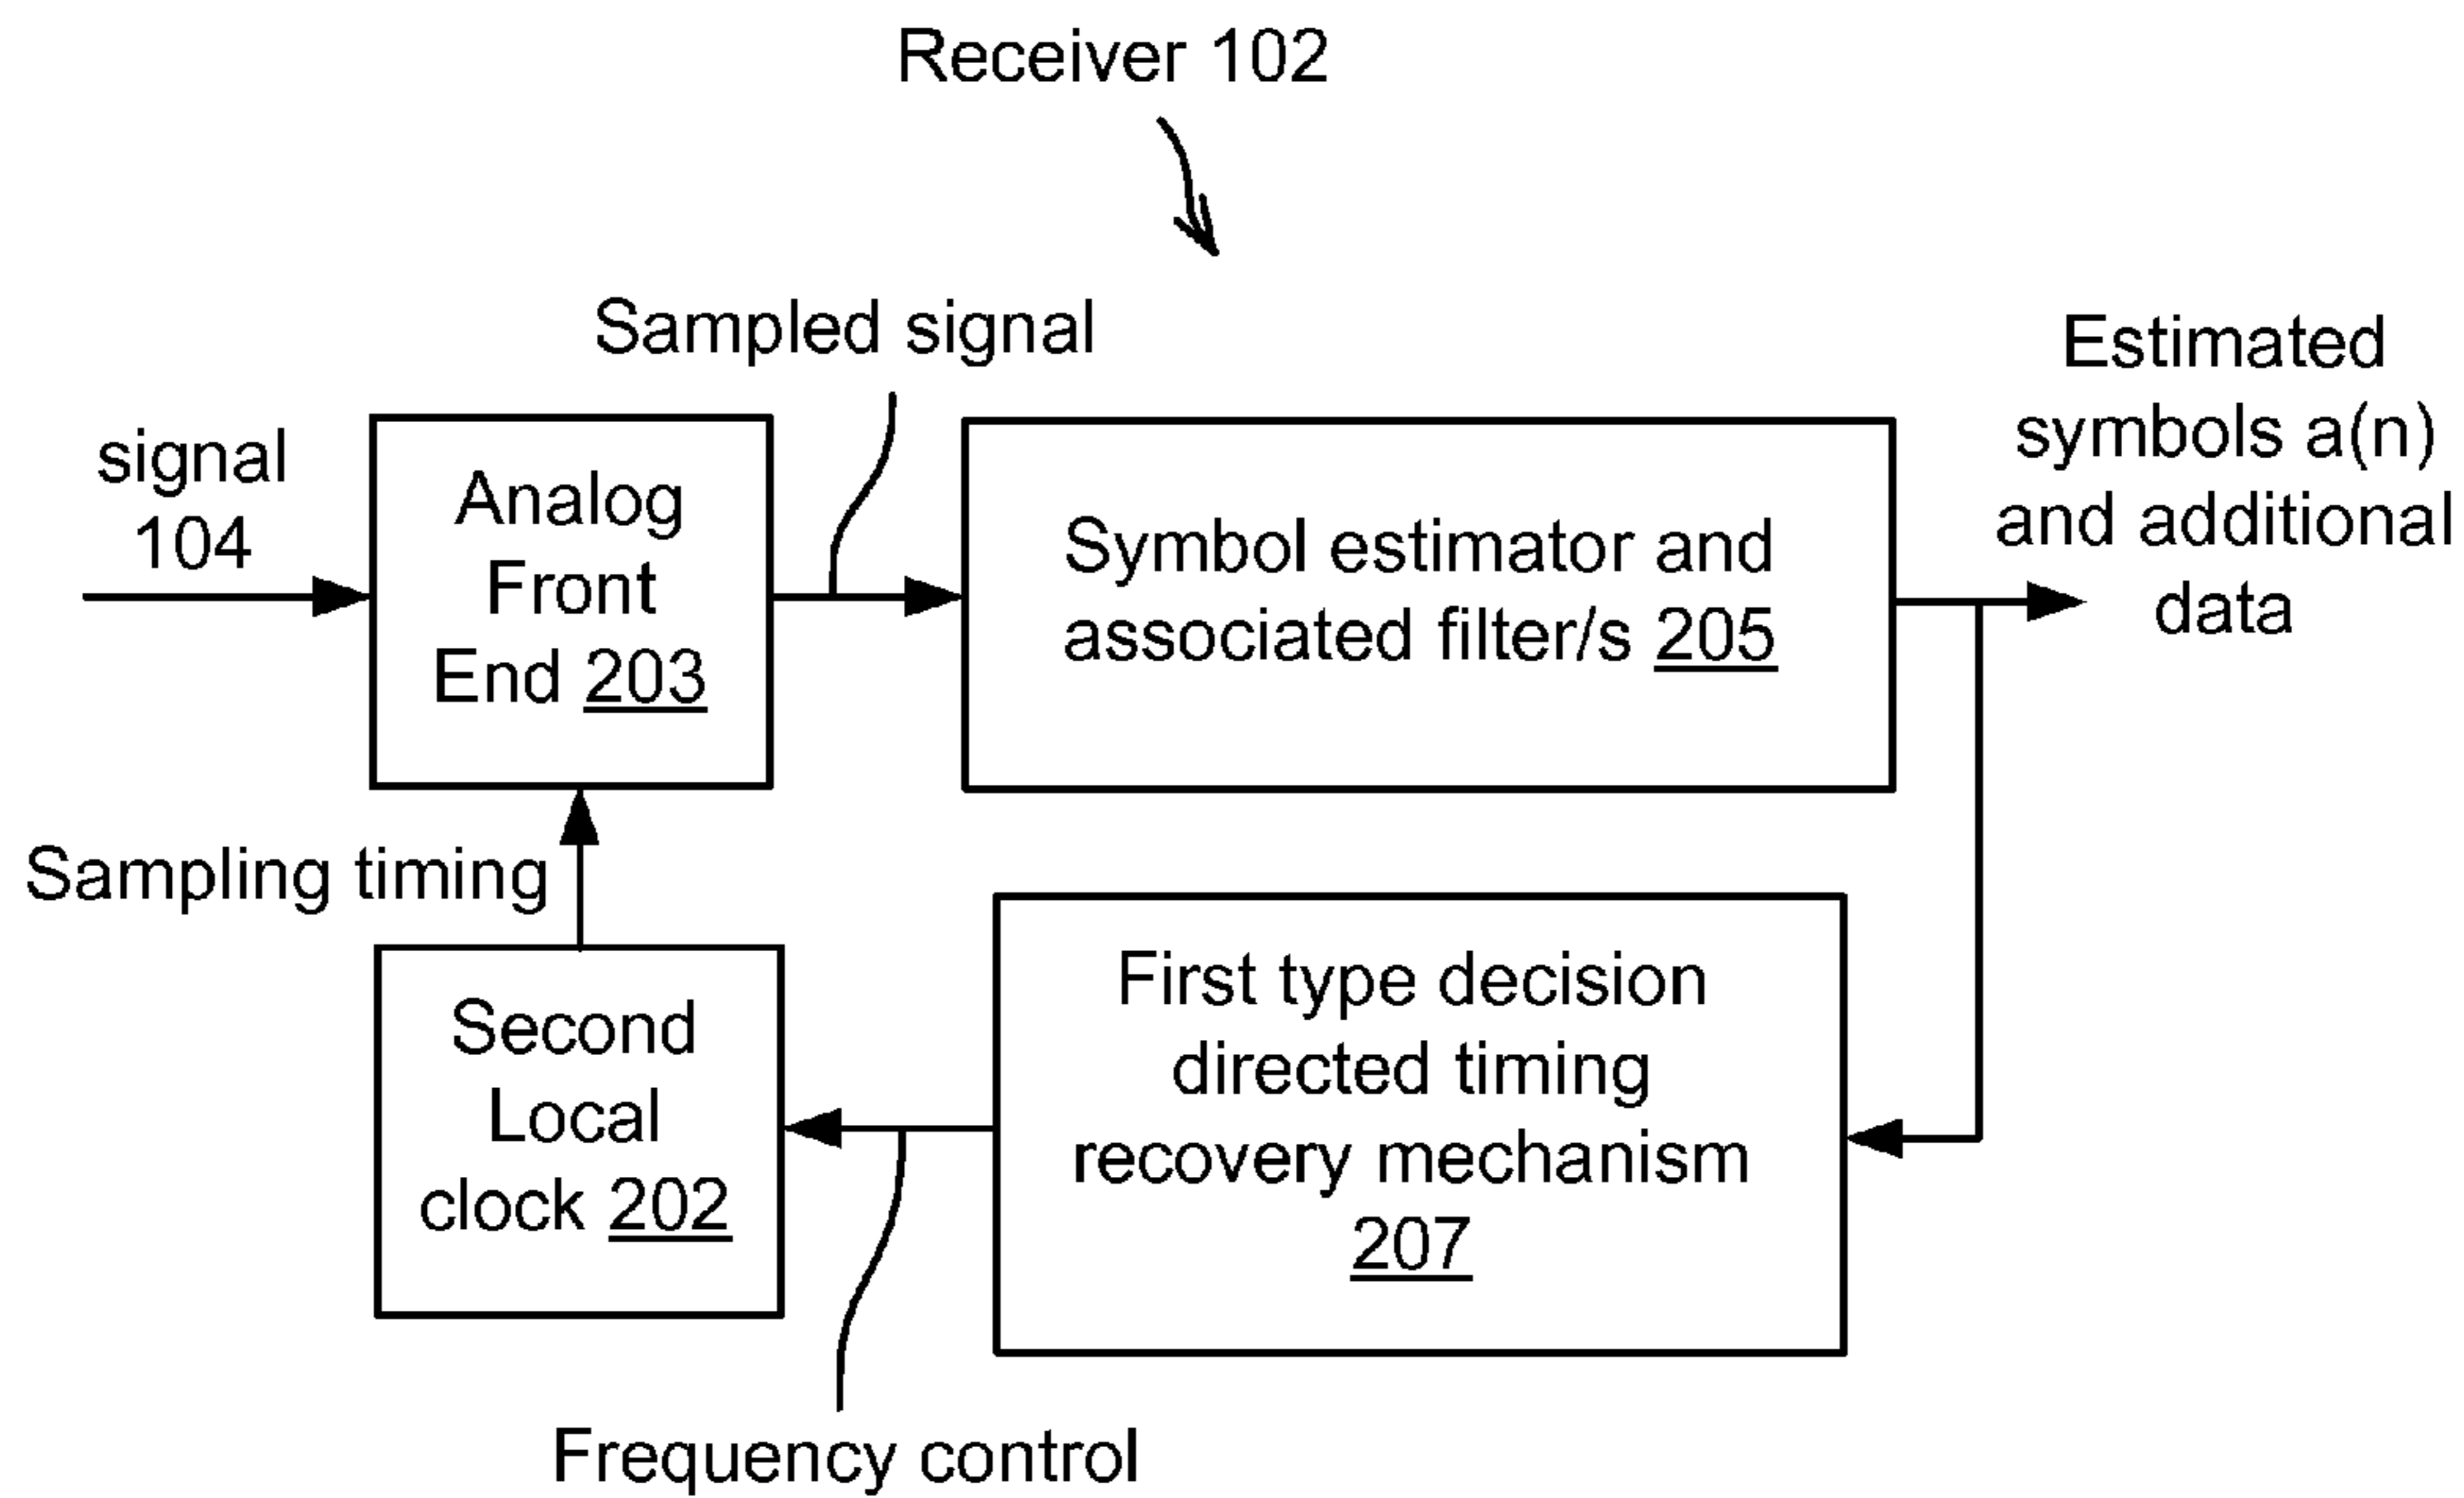 Receiver 102
Sampled signal
signal
104
Analog
Front
End 203
Symbol estimator and
associated filter/s 205
Estimated
symbols a(n)
and additional
data
Sampling timing
Second
Local
clock 202
First type decision
directed timing
recovery mechanism
207
Frequency control